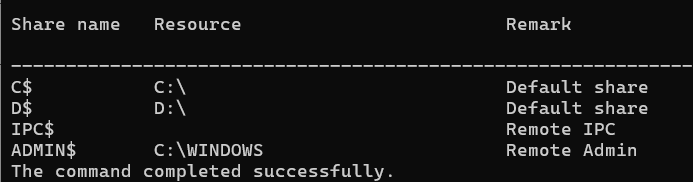 Share name   Resource                        Remark
-------------------------------------------------------------------------------
C$           C:\                             Default share
D$           D:\                             Default share
IPC$                                         Remote IPC
ADMIN$       C:\WINDOWS                      Remote Admin
The command completed successfully.